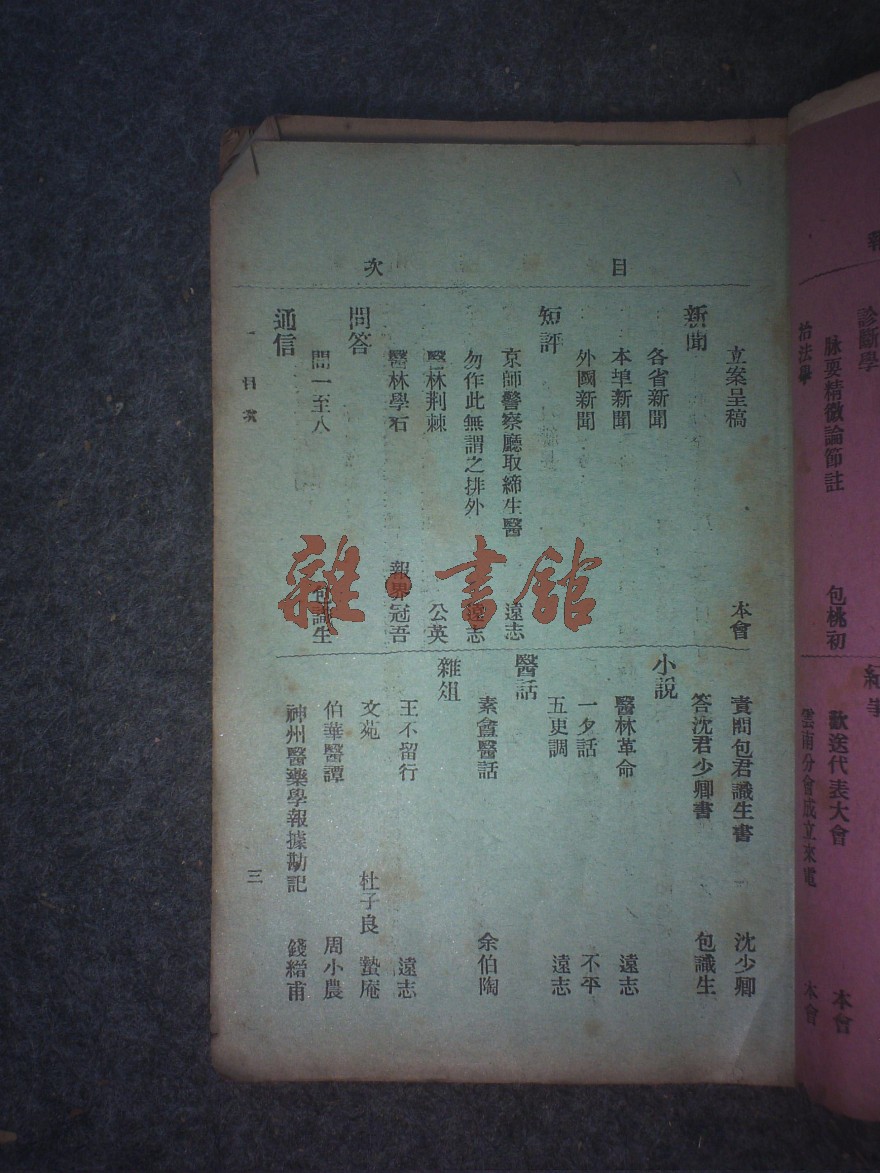 診斷學
脉要精微論節註 包桃初
治法學
紀事
歡送代表大會 本會
雲南分會成立來電 本會
目次
立案呈稿 本會
新聞
各省新聞
本埠新聞
外國新聞
短評
京師警察廳取締生醫 遠志
勿作此無謂之排外 遠志
醫林荆棘 公英
醫林學石 報界冠吾
問答
問一至八 包識生
通信
責問包君識生書 沈少卿
答沈君少卿書 包識生
小說
醫林革命 遠志
一夕話 不平
五更調 遠志
醫話
素盦醫話 余伯陶
雜俎
王不留行 遠志
文苑 杜子良 蟄庵
伯華醫譚 周小農
神州醫藥學報據勘記 錢縉甫
目次
三
雜·書館